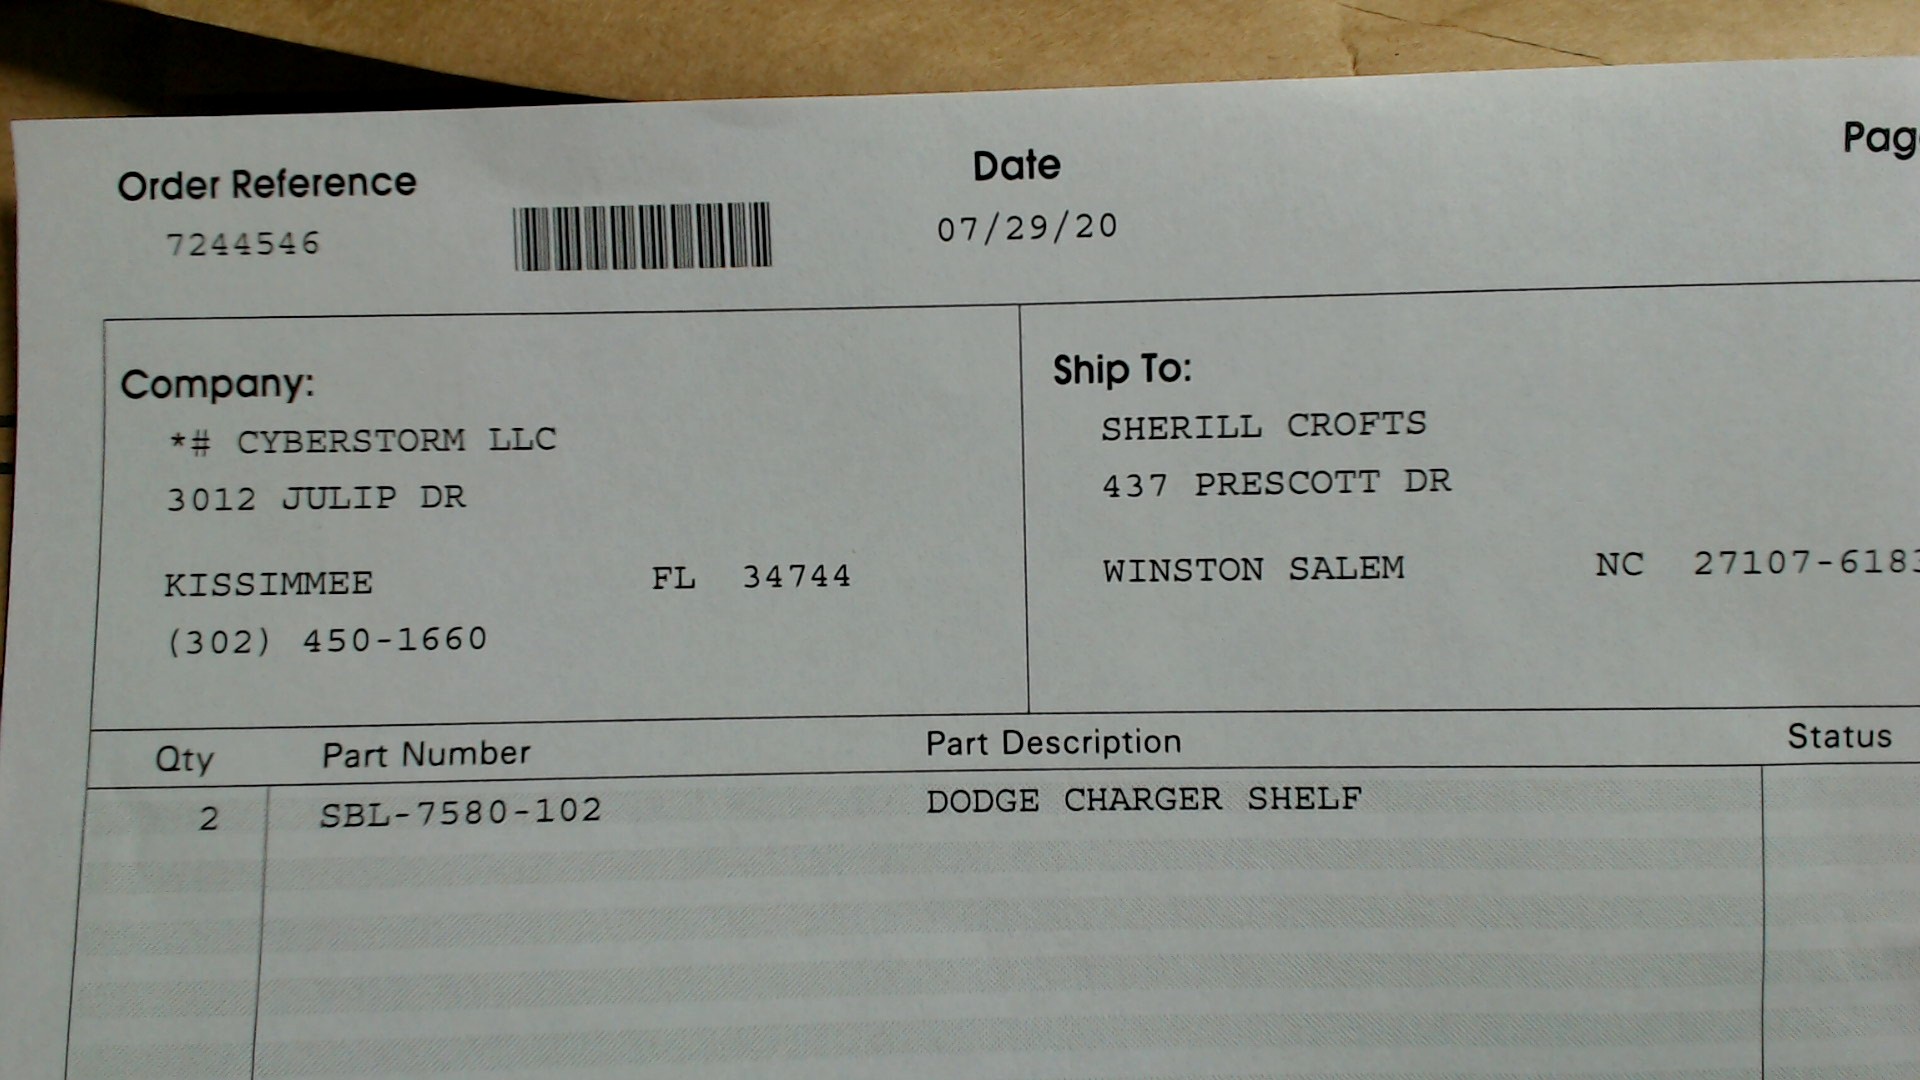 Order Reference
Date
7244546
07/29/20
Company:
*# CYBERSTORM LLC
3012 JULIP DR
KISSIMMEE FL 34744
(302) 450-1660
Ship To:
SHERILL CROFTS
437 PRESCOTT DR
WINSTON SALEM NC 27107-6183
Qty Part Number Part Description Status
2 SBL-7580-102 DODGE CHARGER SHELF